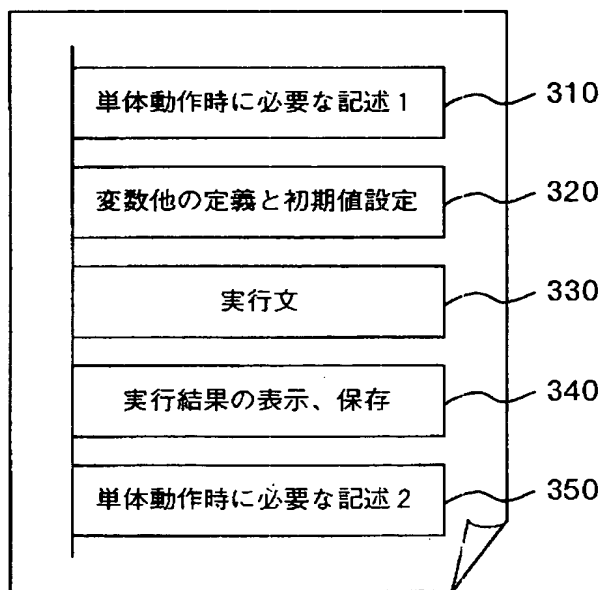 単体動作時に必要な記述1
310
変数他の定義と初期値設定
320
実行文
330
実行結果の表示、保存
340
単体動作時に必要な記述2
350